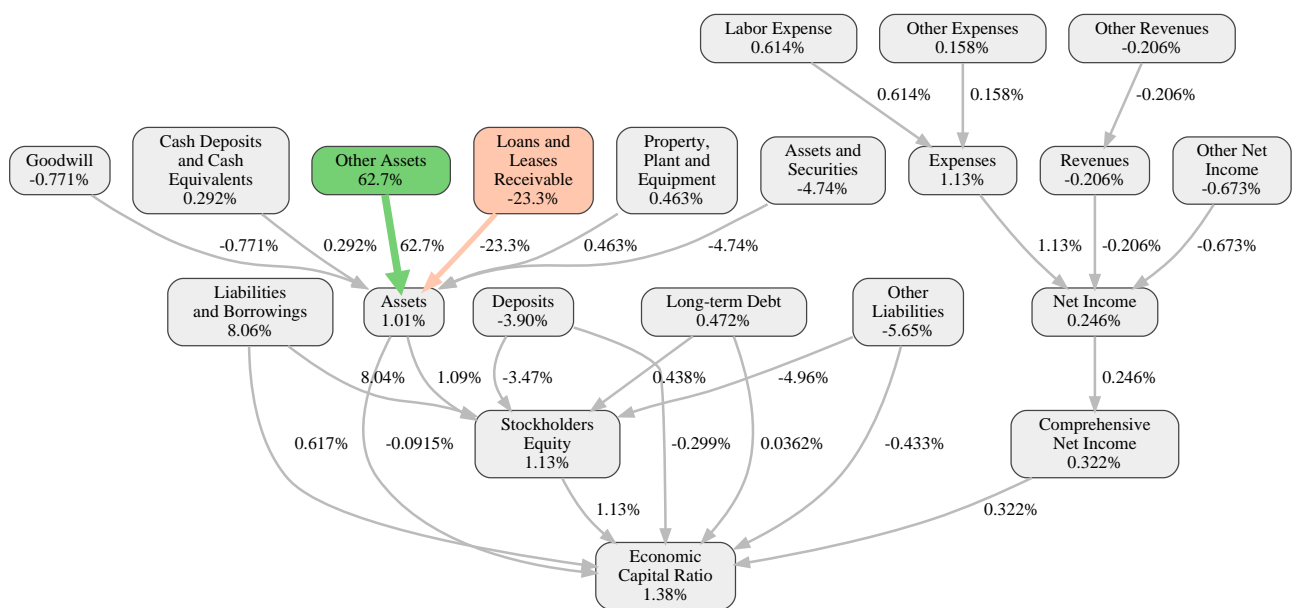 Labor Expense
0.614%
Other Expenses
0.158%
Other Revenues
-0.206%
0.614%
0.158%
-0.206%
Goodwill
-0.771%
Cash Deposits
and Cash
Equivalents
0.292%
Other Assets
62.7%
Loans and
Leases
Receivable
-23.3%
Property,
Plant and
Equipment
0.463%
Assets and
Securities
-4.74%
Expenses
1.13%
Revenues
-0.206%
Other Net
Income
-0.673%
-0.771%
0.292%
62.7%
-23.3%
0.463%
-4.74%
1.13%
-0.206%
-0.673%
Liabilities
and Borrowings
8.06%
Assets
1.01%
Deposits
-3.90%
Long-term Debt
0.472%
Other
Liabilities
-5.65%
Net Income
0.246%
8.04%
1.09%
-3.47%
0.438%
-4.96%
0.246%
Stockholders
Equity
1.13%
Comprehensive
Net Income
0.322%
0.617%
-0.0915%
-0.299%
0.0362%
-0.433%
1.13%
0.322%
Economic
Capital Ratio
1.38%